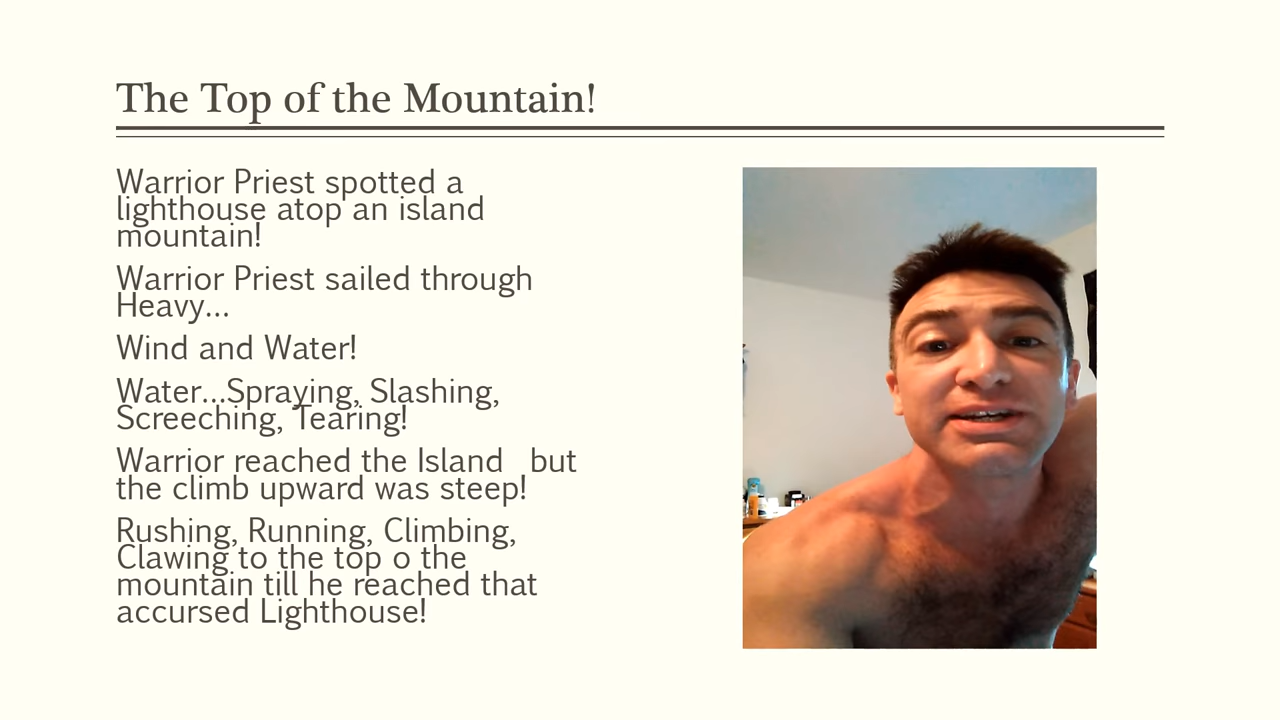 The Top of the Mountain!
Warrior Priest spotted a
lighthouse atop an island
mountain!
Warrior Priest sailed through
Heavy...
Wind and Water!
Water...Spraying, Slashing,
Screeching, Tearing!
Warrior reached the Island   but
the climb upward was steep!
Rushing, Running, Climbing,
Clawing to the top o the
mountain till he reached that
accursed Lighthouse!